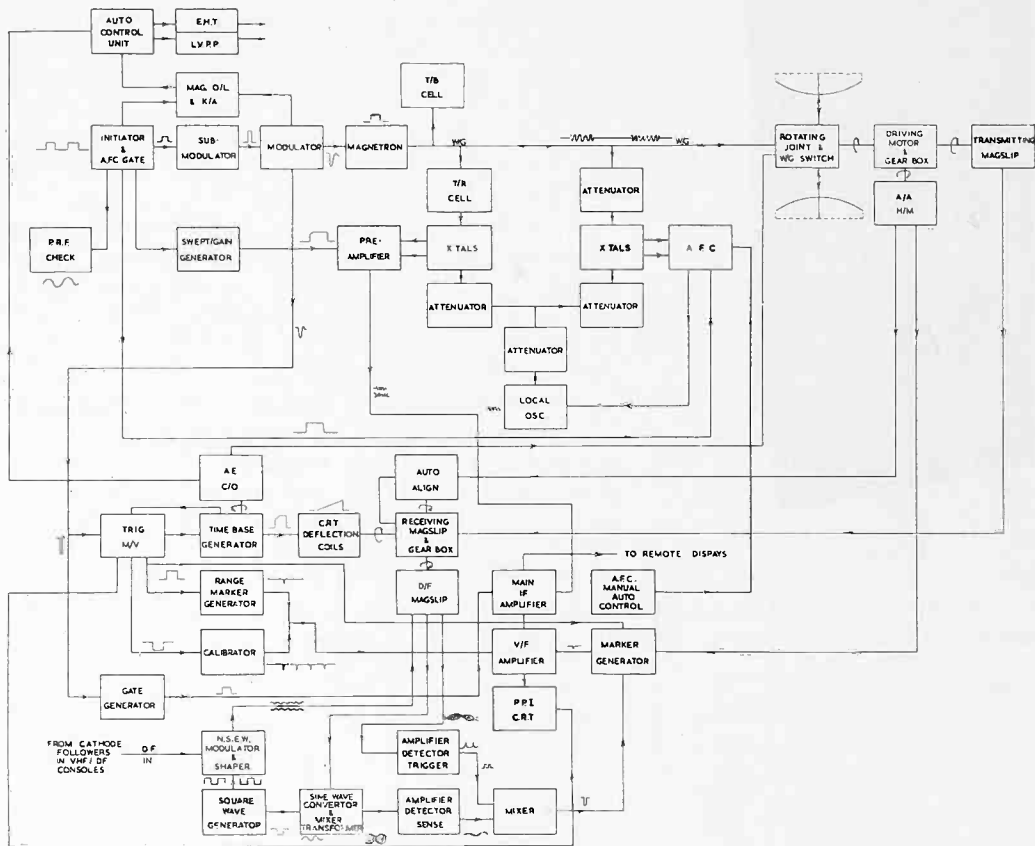 AUTO
CONTROL
UNIT
E.H.T
L.V.P.P
MAG. O/L
& K/A
T/B
CELL
INITIATOR
&
A.F.C GATE
SUB-
MODULATOR
MODULATOR
MAGNETRON
W/G
W/G
ROTATING
JOINT &
W/G SWITCH
DRIVING
MOTOR
&
GEAR BOX
TRANSMITTING
MAGSLIP
T/R
CELL
ATTENUATOR
A/A
H/M
P.R.F.
CHECK
SWEPT/GAIN
GENERATOR
PRE-
AMPLIFIER
X TALS
X TALS
A F C
ATTENUATOR
ATTENUATOR
ATTENUATOR
LOCAL
OSC
A.E
C/O
AUTO
ALIGN
TRIG
M/V
TIME BASE
GENERATOR
C.R.T
DEFLECTION
COILS
RECEIVING
MAGSLIP
&
GEAR BOX
TO REMOTE DISPAYS
RANGE
MARKER
GENERATOR
D/F
MAGSLIP
MAIN
I.F
AMPLIFIER
A.F.C.
MANUAL
AUTO
CONTROL
CALIBRATOR
V/F
AMPLIFIER
MARKER
GENERATOR
GATE
GENERATOR
P.P.I
C.R.T
FROM CATHODE
FOLLOWERS
IN VHF/DF
CONSOLES
D.F
IN
N.S.E.W.
MODULATOR
&
SHAPER
AMPLIFIER
DETECTOR
TRIGGER
SQUARE
WAVE
GENERATOR
SINE WAVE
CONVERTOR
&
MIXER
TRANSFORMER
AMPLIFIER
DETECTOR
SENSE
MIXER